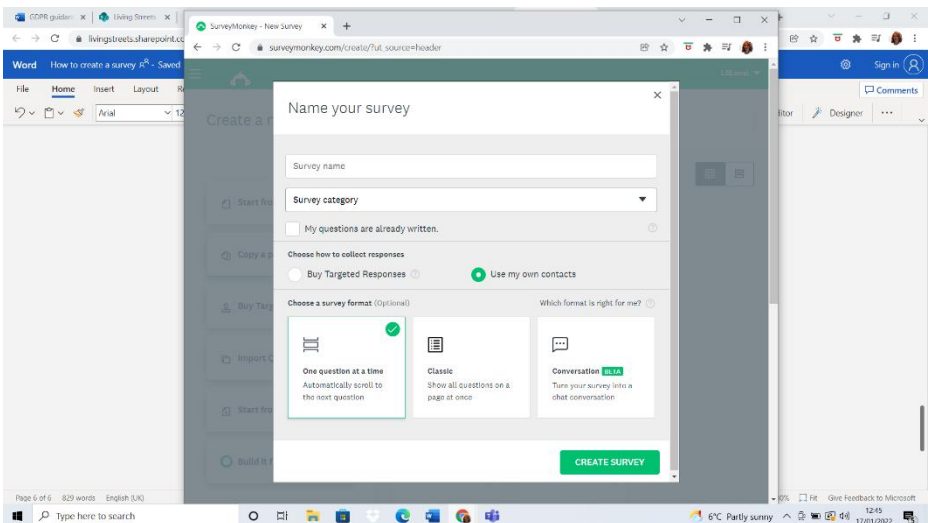 GDPR guidan
Living Streets
livingstreets.sharepoint.co
SurveyMonkey - New Survey
surveymonkey.com/create/?ut_source=header
Word
How to create a survey
- Saved
Sign in
File
Home
Insert
Layout
Comments
Arial
12
Designer
Create a
Name your survey
Survey name
Survey category
My questions are already written.
Start fro
Choose how to collect responses
Copy a p
Buy Targeted Responses
Use my own contacts
Buy Targ
Choose a survey format (Optional)
Which format is right for me?
Import
One question at a time
Automatically scroll to
the next question
Classic
Show all questions on a
page at once
Conversation BETA
Turn your survey into a
chat conversation
Start fro
Build It
CREATE SURVEY
Page 6 of 6
829 words
English (UK)
Fit
Give Feedback to Microsoft
Type here to search
6°C Partly sunny
12:45
17/01/2022